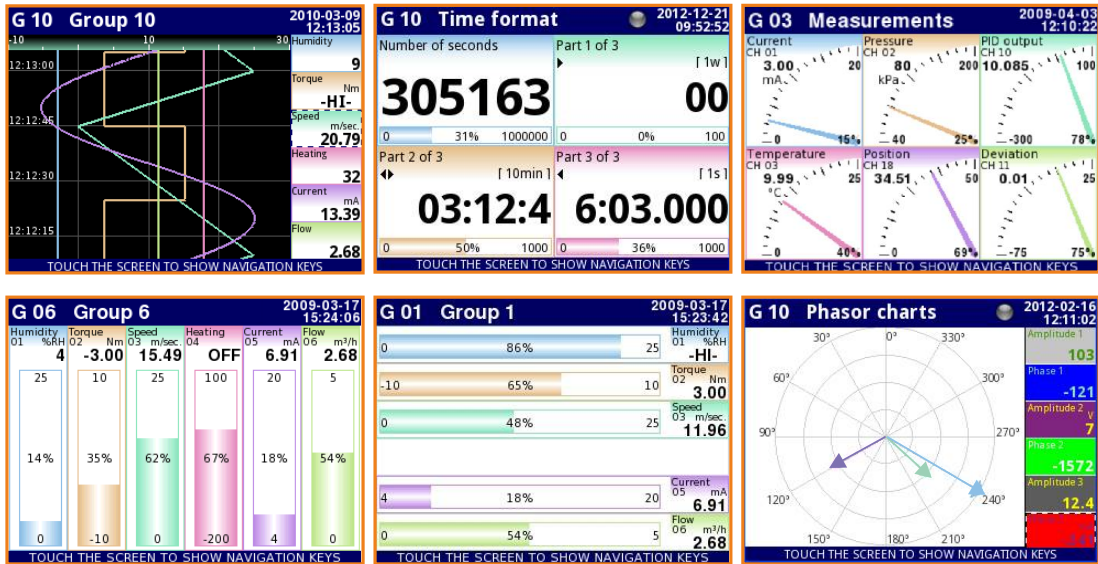 G 10 Group 10
2010-03-09
12:13:05
-10 10 30
12:13:00
12:12:45
12:12:30
12:12:15
Humidity
9
Torque
Nm
-HI-
Speed
m/sec.
20.79
Heating
32
Current
mA
13.39
Flow
2.68
TOUCH THE SCREEN TO SHOW NAVIGATION KEYS
G 10 Time format
2012-12-21
09:52:52
Number of seconds
305163
0 31% 1000000
Part 1 of 3
[ 1w ]
00
0 0% 100
Part 2 of 3
[ 10min ]
03:12:4
0 50% 1000
Part 3 of 3
[ 1s ]
6:03.000
0 36% 1000
TOUCH THE SCREEN TO SHOW NAVIGATION KEYS
G 03 Measurements
2009-04-03
12:10:22
Current
CH 01
3.00 20
mA
0 15%
Pressure
CH 02
80 200
kPa
-40 25%
PID output
CH 10
10.085 100
-300 78%
Temperature
CH 03
9.99 25
°C
0 40%
Position
CH 18
34.51 50
0 69%
Deviation
CH 11
0.01 25
-75 75%
TOUCH THE SCREEN TO SHOW NAVIGATION KEYS
G 06 Group 6
2009-03-17
15:24:06
Humidity
01 %RH
4
25
14%
0
Torque
02 Nm
-3.00
10
35%
-10
Speed
03 m/sec.
15.49
25
62%
0
Heating
04
OFF
100
67%
-200
Current
05 mA
6.91
20
18%
4
Flow
06 m³/h
2.68
5
54%
0
TOUCH THE SCREEN TO SHOW NAVIGATION KEYS
G 01 Group 1
2009-03-17
15:23:42
0 86% 25
Humidity
01 %RH
-HI-
-10 65% 10
Torque
02 Nm
3.00
0 48% 25
Speed
03 m/sec.
11.96
4 18% 20
Current
05 mA
6.91
0 54% 5
Flow
06 m³/h
2.68
TOUCH THE SCREEN TO SHOW NAVIGATION KEYS
G 10 Phasor charts
2012-02-16
12:11:02
30° 0° 330°
60° 300°
90° 270°
120° 240°
150° 180° 210°
Amplitude 1
103
Phase 1
-121
Amplitude 2
V
7
Phase 2
-1572
Amplitude 3
12.4
TOUCH THE SCREEN TO SHOW NAVIGATION KEYS